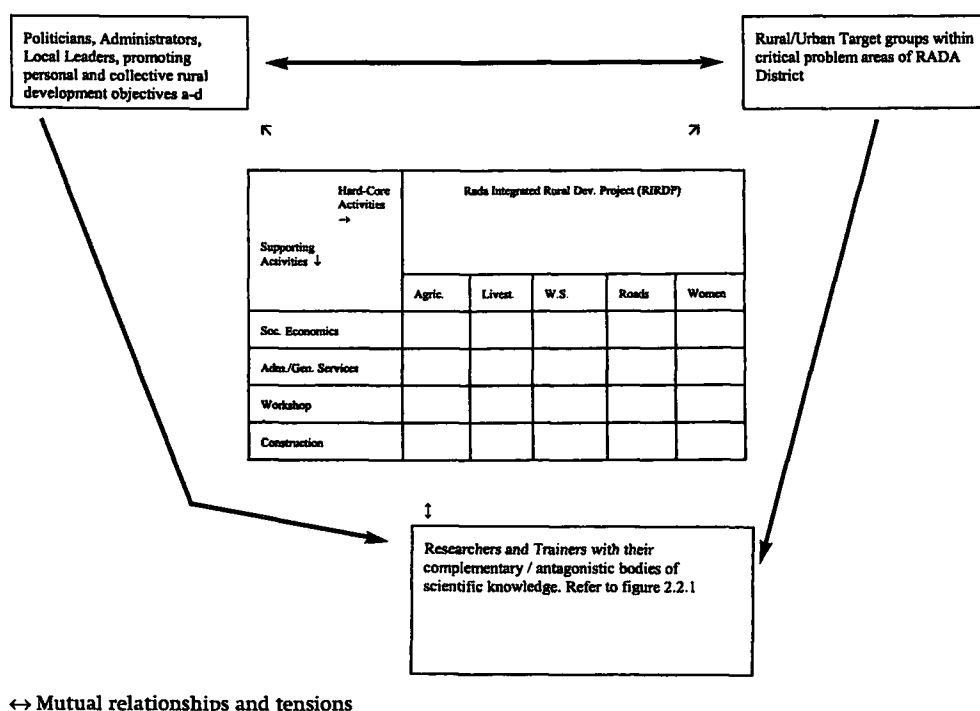 Politicians, Administrators,
Local Leaders, promoting
personal and collective rural
development objectives a-d
Rural/Urban Target groups within
critical problem areas of RADA
District
Hard-Core
Activities
→
Supporting
Activities ↓
Rada Integrated Rural Dev. Project (RIRDP)
Agric. Livest. W.S. Roads Women
Soc. Economics
Adm./Gen. Services
Workshop
Construction
Researchers and Trainers with their
complementary / antagonistic bodies of
scientific knowledge. Refer to figure 2.2.1
↔ Mutual relationships and tensions